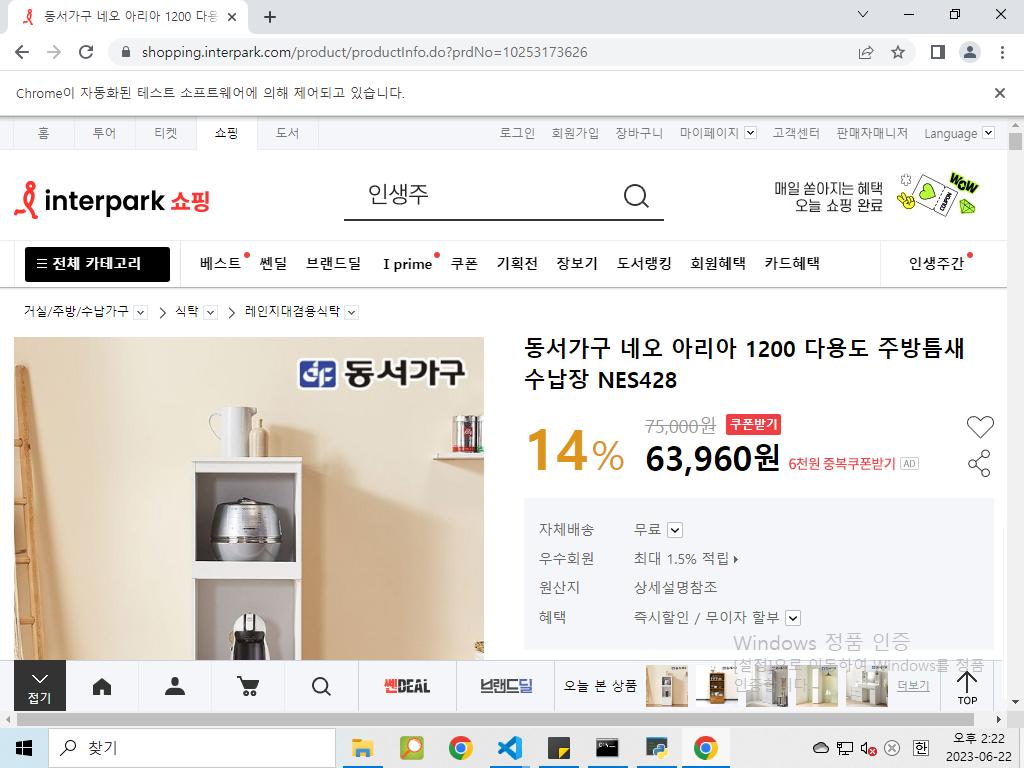 동서가구 네오 아리아 1200 다용
shopping.interpark.com/product/productInfo.do?prdNo=10253173626
Chrome이 자동화된 테스트 소프트웨어에 의해 제어되고 있습니다.
홈 투어 티켓 쇼핑 도서 로그인 회원가입 장바구니 마이페이지 고객센터 판매자매니저 Language
interpark 쇼핑
인생주
매일 쏟아지는 혜택
오늘 쇼핑 완료
WOW
COUPON
전체 카테고리 베스트 쎈딜 브랜드딜 I prime 쿠폰 기획전 장보기 도서랭킹 회원혜택 카드혜택 인생주간
거실/주방/수납가구 식탁 레인지대겸용식탁
동서가구
동서가구 네오 아리아 1200 다용도 주방틈새
수납장 NES428
14%
75,000원 쿠폰받기
63,960원 6천원 중복쿠폰받기 AD
자체배송 무료
우수회원 최대 1.5% 적립
원산지 상세설명참조
혜택 즉시할인 / 무이자 할부
Windows 정품 인증
[설정]으로 이동하여 Windows를 정품
인증합니다.
접기
쎈DEAL
브랜드딜
오늘 본 상품
더보기
TOP
찾기
한
오후 2:22
2023-06-22